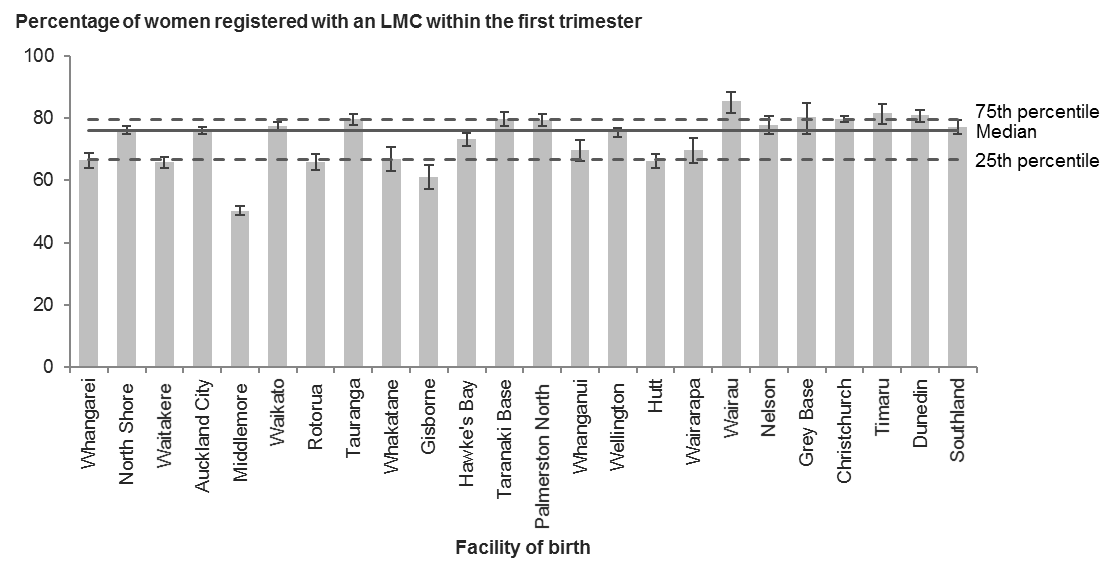 Percentage of women registered with an LMC within the first trimester
100
80
60
40
20
0
75th percentile
Median
25th percentile
Whangarei
North Shore
Waitakere
Auckland City
Middlemore
Waikato
Rotorua
Tauranga
Whakatane
Gisborne
Hawke's Bay
Taranaki Base
Palmerston North
Whanganui
Wellington
Hutt
Wairarapa
Wairau
Nelson
Grey Base
Christchurch
Timaru
Dunedin
Southland
Facility of birth